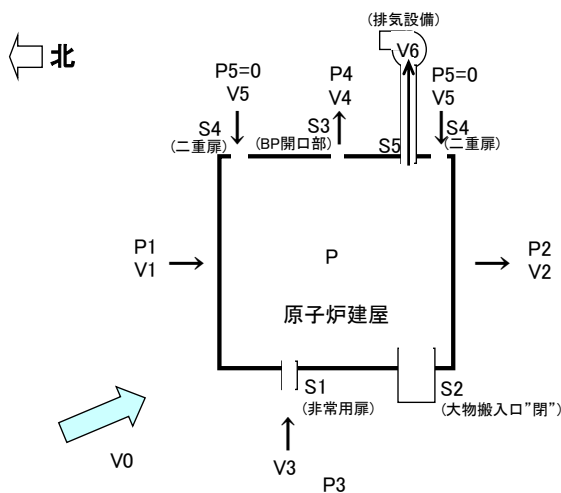 (排気設備)
北
V6
P5=0
V5
P4
V4
P5=0
V5
S4
(二重扉)
S3
(BP開口部)
S5
S4
(二重扉)
P1
V1
P
P2
V2
原子炉建屋
S1
(非常用扉)
S2
(大物搬入口”閉”)
V0
V3
P3